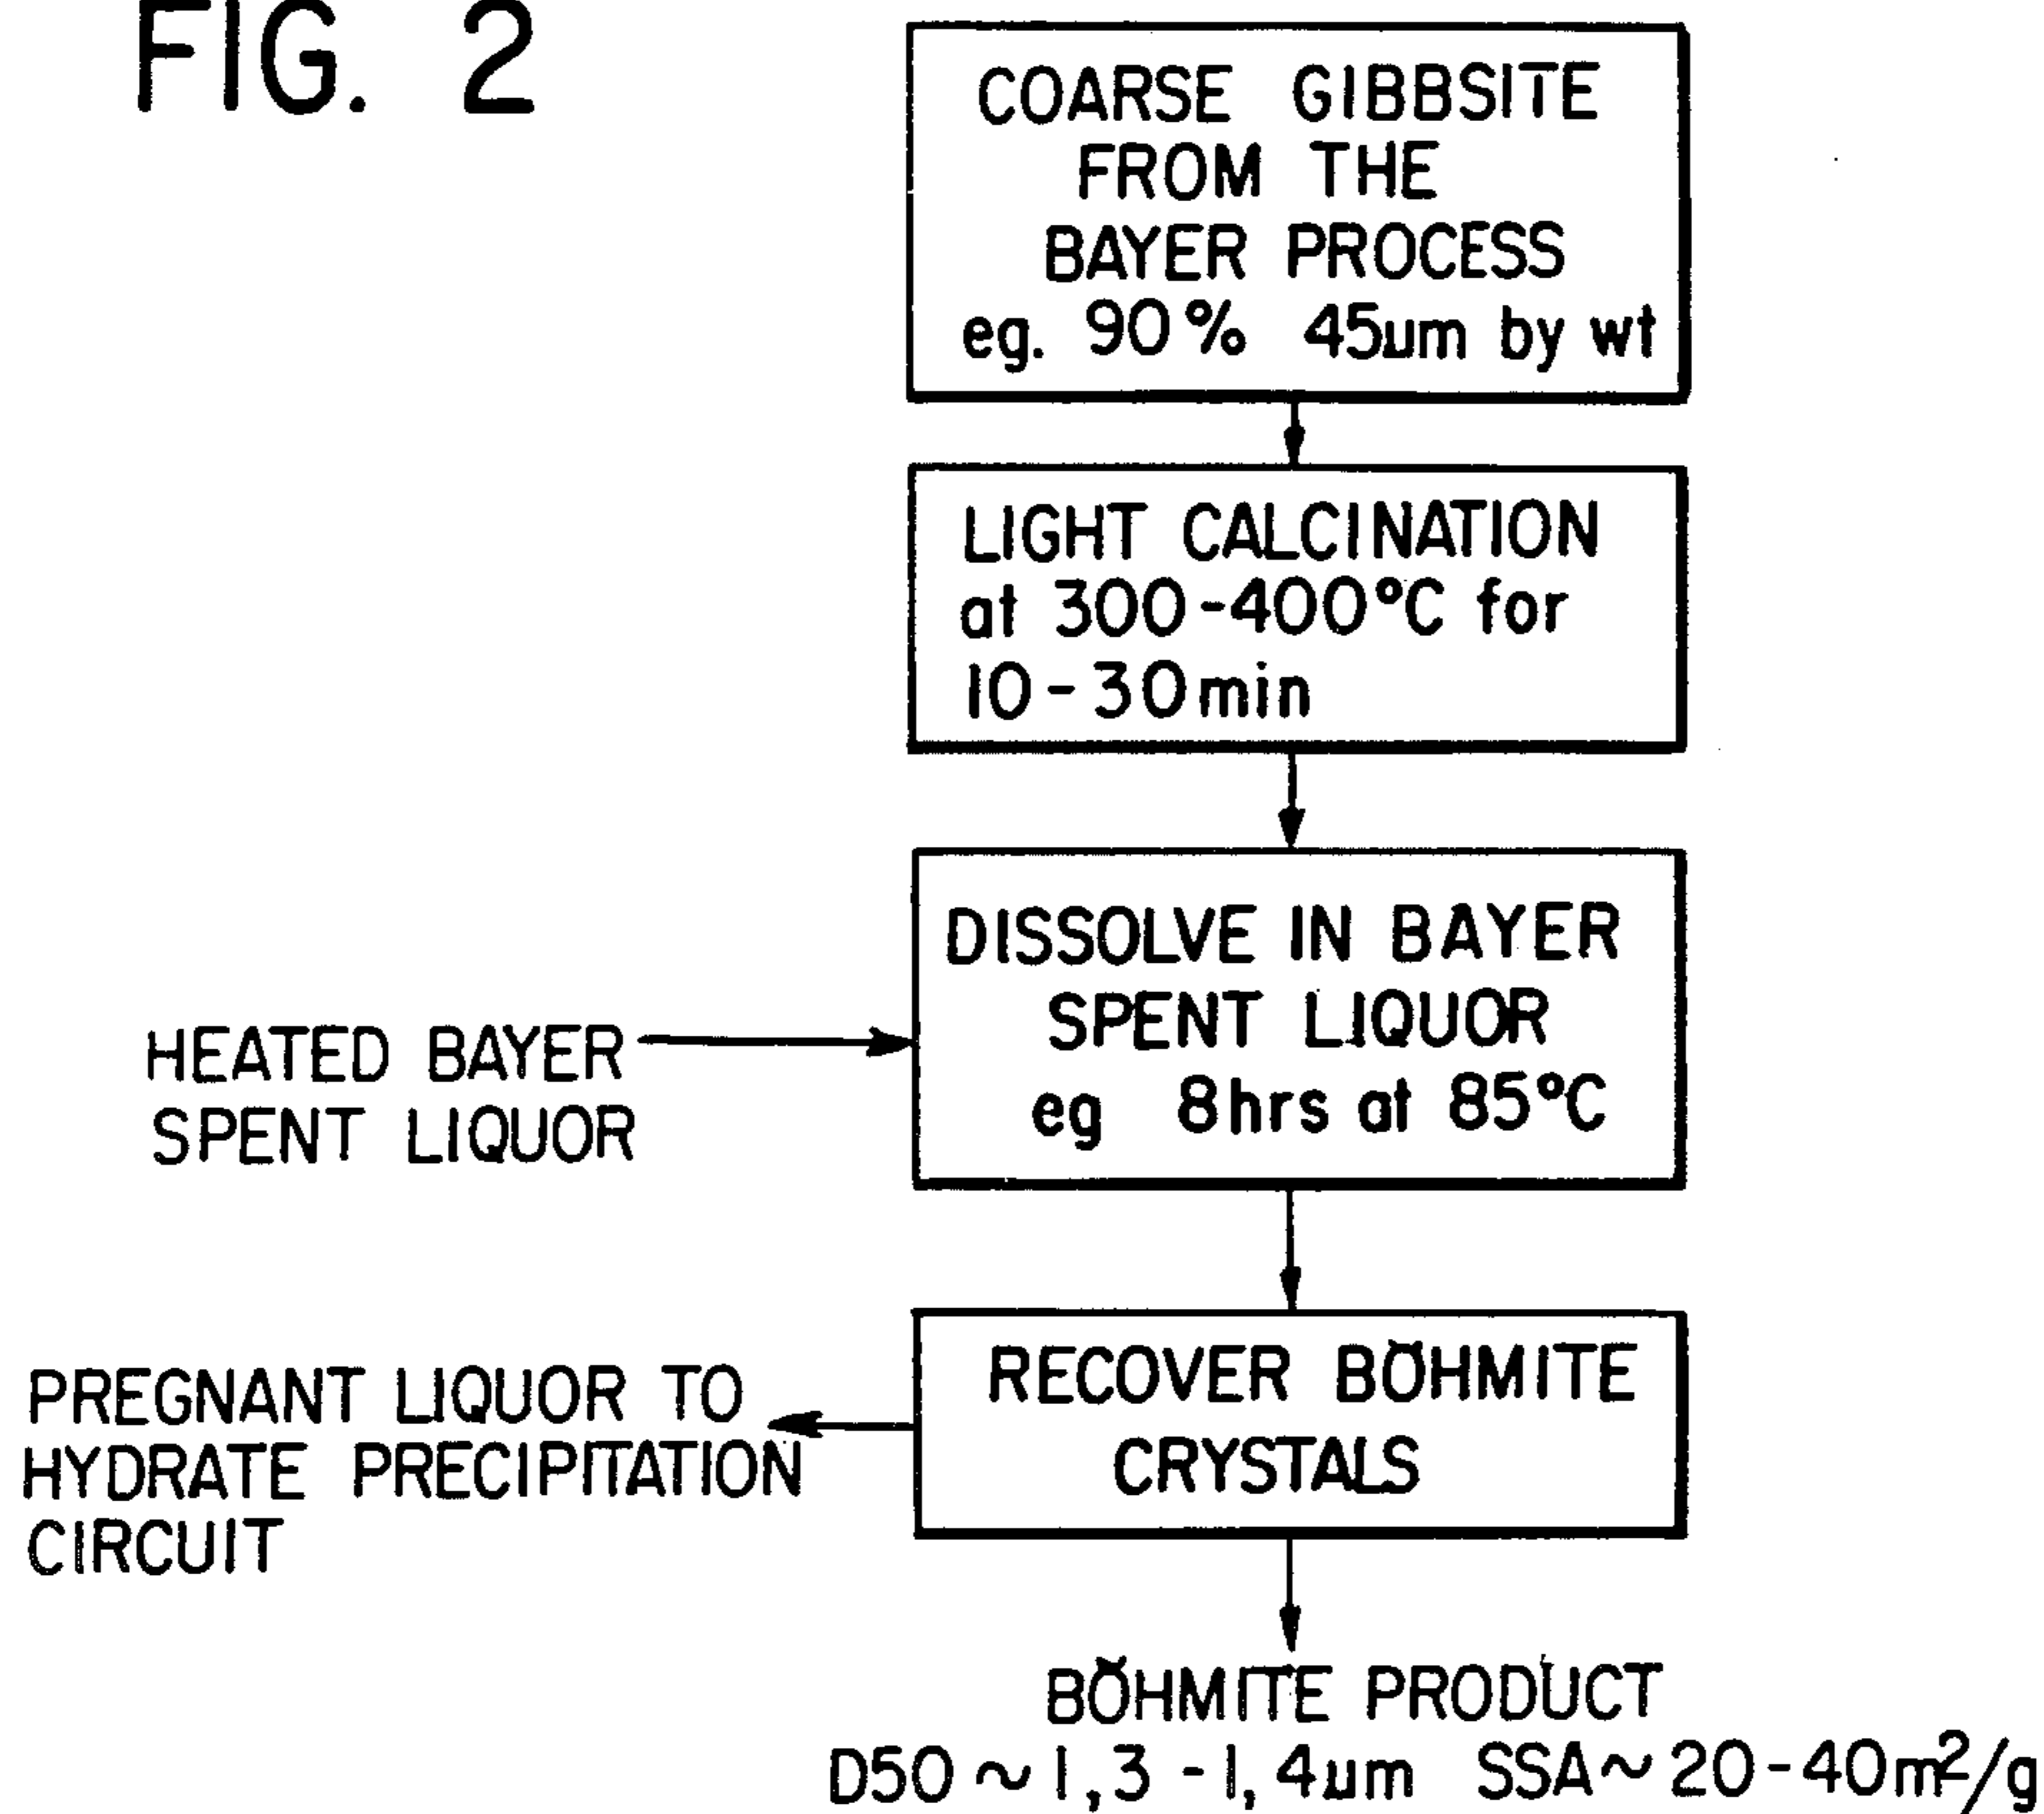 FIG. 2
COARSE GIBBSITE
FROM THE
BAYER PROCESS
eg. 90% 45um by wt
LIGHT CALCINATION
at 300-400°C for
10-30min
DISSOLVE IN BAYER
SPENT LIQUOR
eg 8hrs at 85°C
HEATED BAYER
SPENT LIQUOR
RECOVER BÖHMITE
CRYSTALS
PREGNANT LIQUOR TO
HYDRATE PRECIPITATION
CIRCUIT
BÖHMITE PRODUCT
D50 ~ 1,3 - 1,4um SSA ~ 20-40m²/g